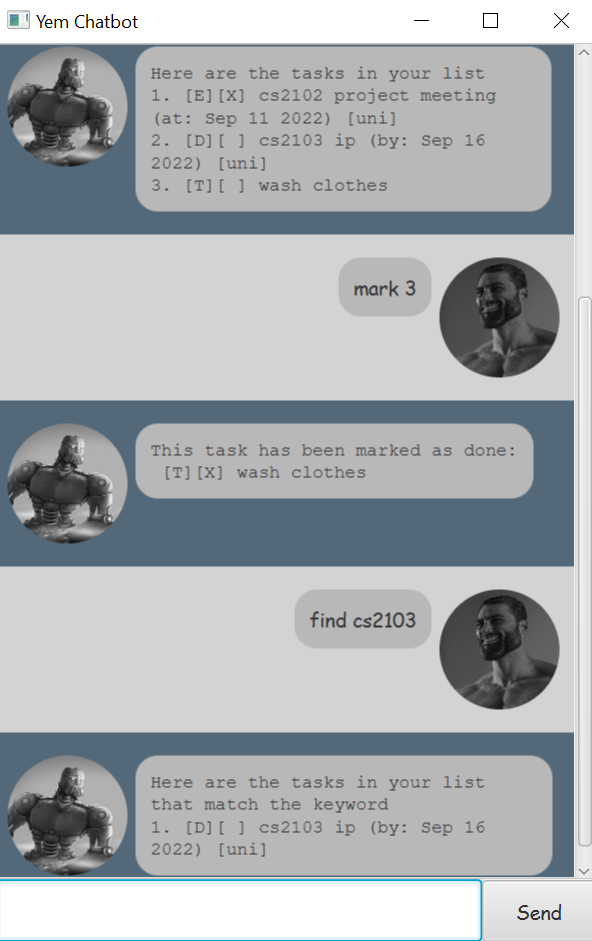 Yem Chatbot
Here are the tasks in your list
1. [E][X] cs2102 project meeting
(at: Sep 11 2022) [uni]
2. [D][ ] cs2103 ip (by: Sep 16
2022) [uni]
3. [T][ ] wash clothes
mark 3
This task has been marked as done:
[T][X] wash clothes
find cs2103
Here are the tasks in your list
that match the keyword
1. [D][ ] cs2103 ip (by: Sep 16
2022) [uni]
Send